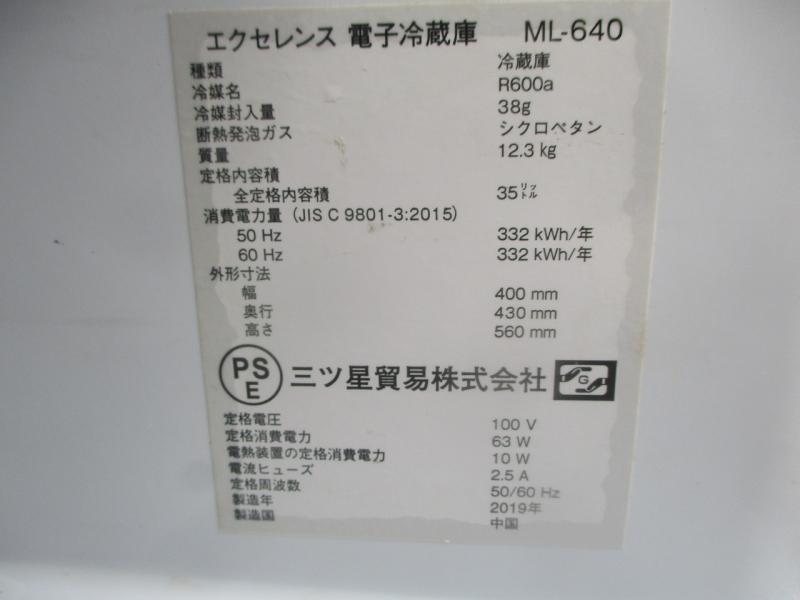 エクセレンス 電子冷蔵庫 ML-640
種類 冷蔵庫
冷媒名 R600a
冷媒封入量 38g
断熱発泡ガス シクロペタン
質量 12.3 kg
定格内容積
全定格内容積 35リットル
消費電力量 (JIS C 9801-3:2015)
50 Hz 332 kWh/年
60 Hz 332 kWh/年
外形寸法
幅 400 mm
奥行 430 mm
高さ 560 mm
PS E 三ツ星貿易株式会社 G
定格電圧 100 V
定格消費電力 63 W
電熱装置の定格消費電力 10 W
電流ヒューズ 2.5 A
定格周波数 50/60 Hz
製造年 2019年
製造国 中国